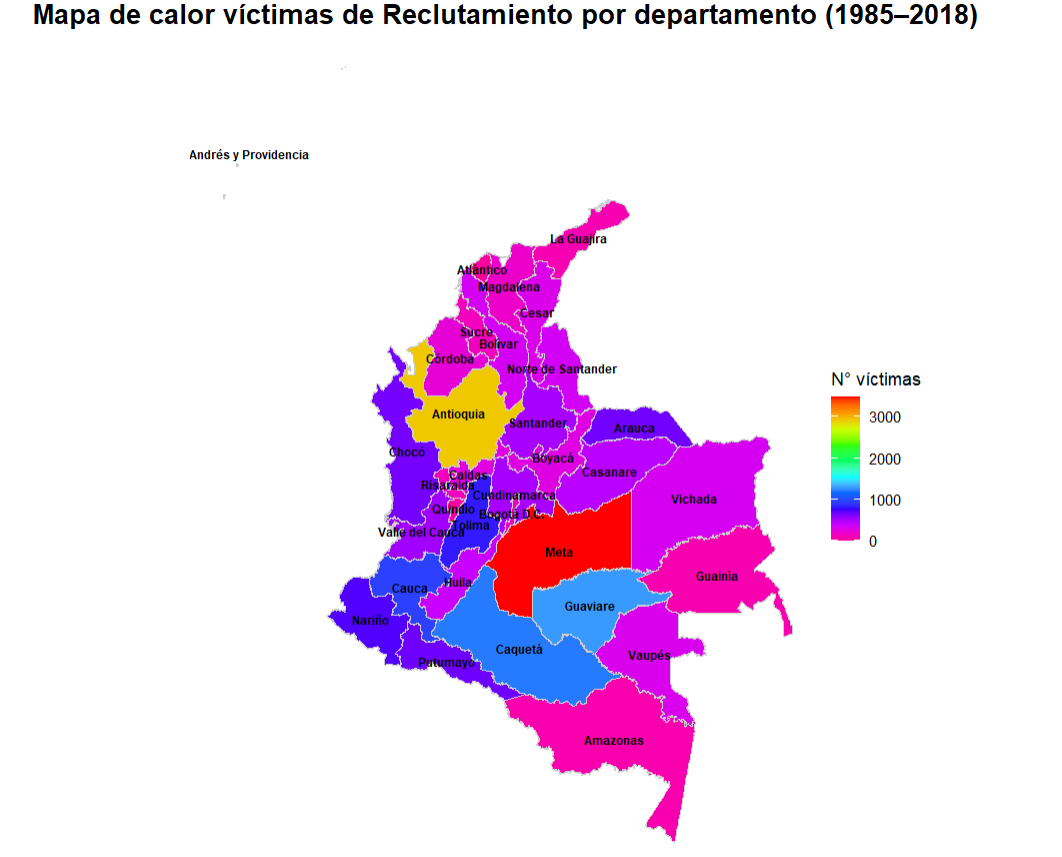 Mapa de calor víctimas de Reclutamiento por departamento (1985–2018)
Andrés y Providencia
La Guajira
Atlántico
Magdalena
Cesar
Sucre
Bolívar
Córdoba
Norte de Santander
Antioquia
Santander
Arauca
Chocó
Boyacá
Caldas
Casanare
Risaralda
Cundinamarca
Vichada
Quindío
Bogotá D.C.
Tolima
Valle del Cauca
Meta
Guainía
Huila
Cauca
Guaviare
Nariño
Caquetá
Vaupés
Putumayo
Amazonas
N° víctimas
3000
2000
1000
0